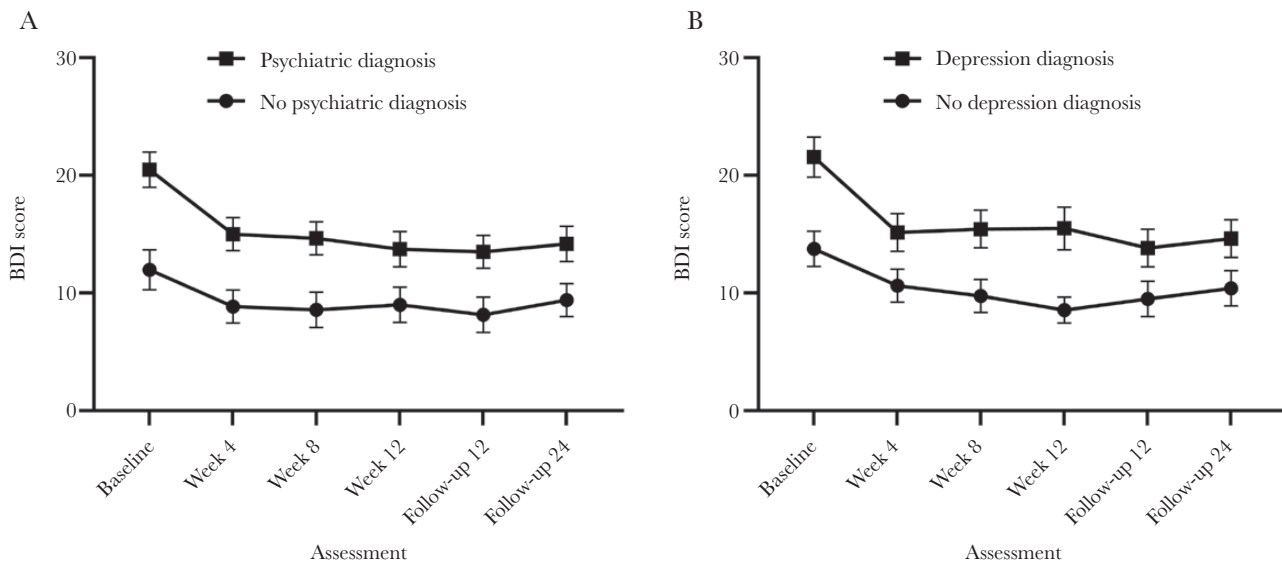 A
30
20
10
0
BDI score
Psychiatric diagnosis
No psychiatric diagnosis
Baseline
Week 4
Week 8
Week 12
Follow-up 12
Follow-up 24
Assessment
B
30
20
10
0
BDI score
Depression diagnosis
No depression diagnosis
Baseline
Week 4
Week 8
Week 12
Follow-up 12
Follow-up 24
Assessment